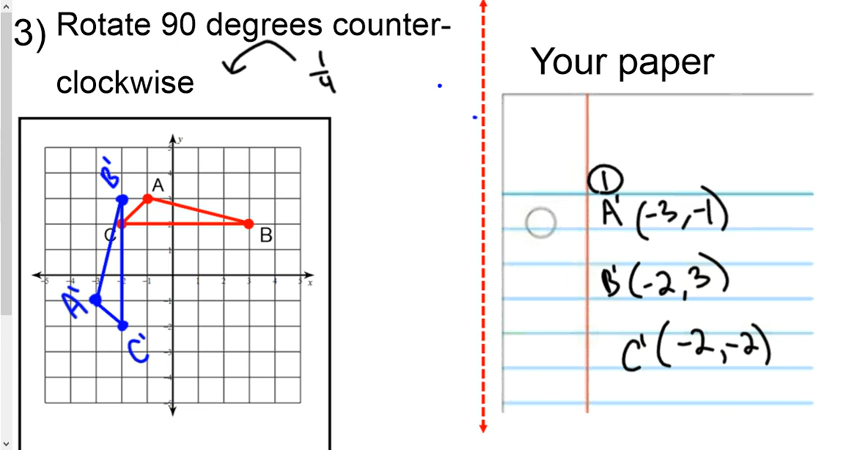 3) Rotate 90 degrees counter-
clockwise
1/4
Your paper
y
B'
A
C
B
x
A'
C'
①
A' (-3,-1)
B' (-2,3)
C' (-2,-2)